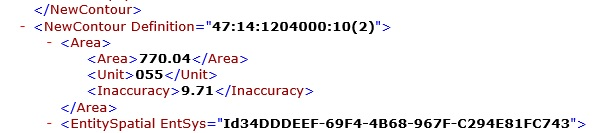 </NewContour>
- <NewContour Definition="47:14:1204000:10(2)">
- <Area>
<Area>770.04</Area>
<Unit>055</Unit>
<Inaccuracy>9.71</Inaccuracy>
</Area>
- <EntitySpatial EntSys="Id34DDDEEF-69F4-4B68-967F-C294E81FC743">